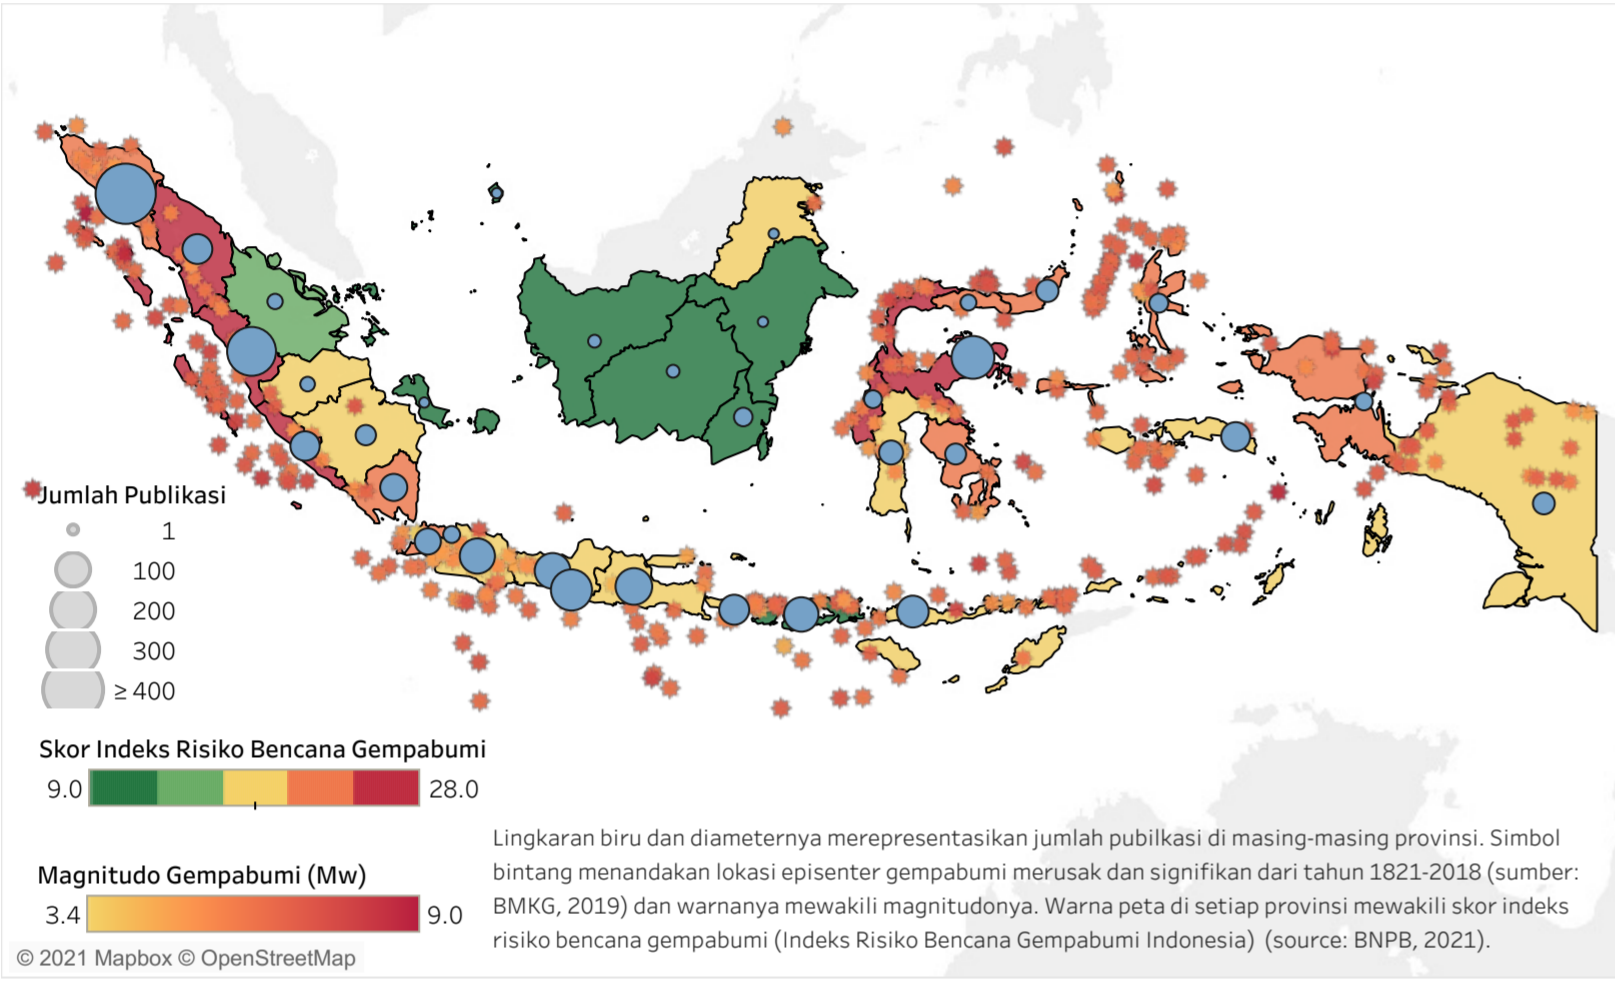 Jumlah Publikasi
1
100
200
300
≥ 400
Skor Indeks Risiko Bencana Gempabumi
9.0 28.0
Magnitudo Gempabumi (Mw)
3.4 9.0
© 2021 Mapbox © OpenStreetMap
Lingkaran biru dan diameternya merepresentasikan jumlah pubilkasi di masing-masing provinsi. Simbol
bintang menandakan lokasi episenter gempabumi merusak dan signifikan dari tahun 1821-2018 (sumber:
BMKG, 2019) dan warnanya mewakili magnitudonya. Warna peta di setiap provinsi mewakili skor indeks
risiko bencana gempabumi (Indeks Risiko Bencana Gempabumi Indonesia) (source: BNPB, 2021).